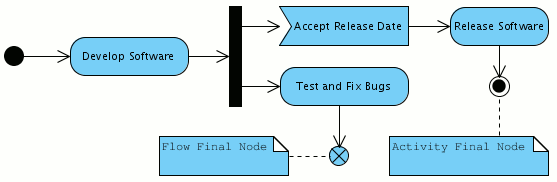 Accept Release Date
Release Software
Develop Software
Test and Fix Bugs
Flow Final Node
Activity Final Node